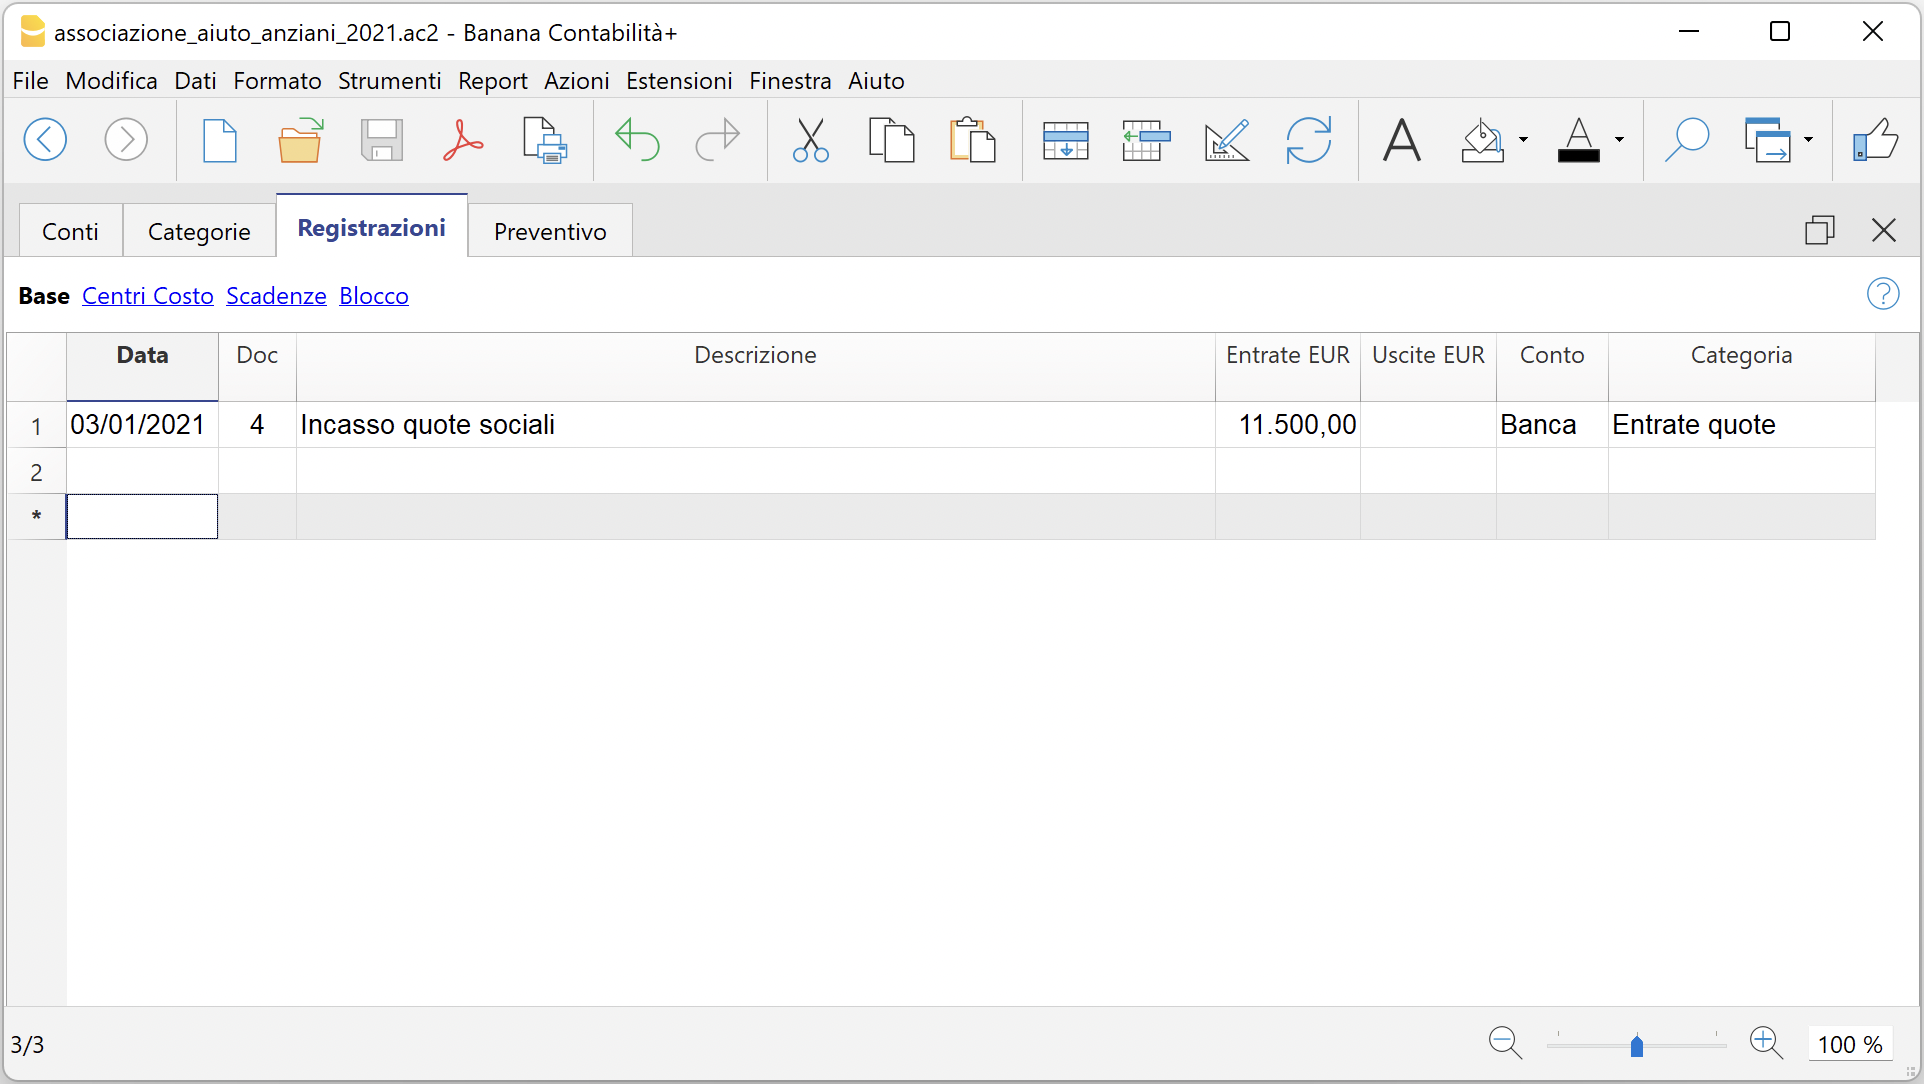 associazione_aiuto_anziani_2021.ac2 - Banana Contabilità+
File Modifica Dati Formato Strumenti Report Azioni Estensioni Finestra Aiuto
Conti Categorie Registrazioni Preventivo
Base Centri Costo Scadenze Blocco
Data Doc Descrizione Entrate EUR Uscite EUR Conto Categoria
1 03/01/2021 4 Incasso quote sociali 11.500,00 Banca Entrate quote
2
*
3/3 100 %